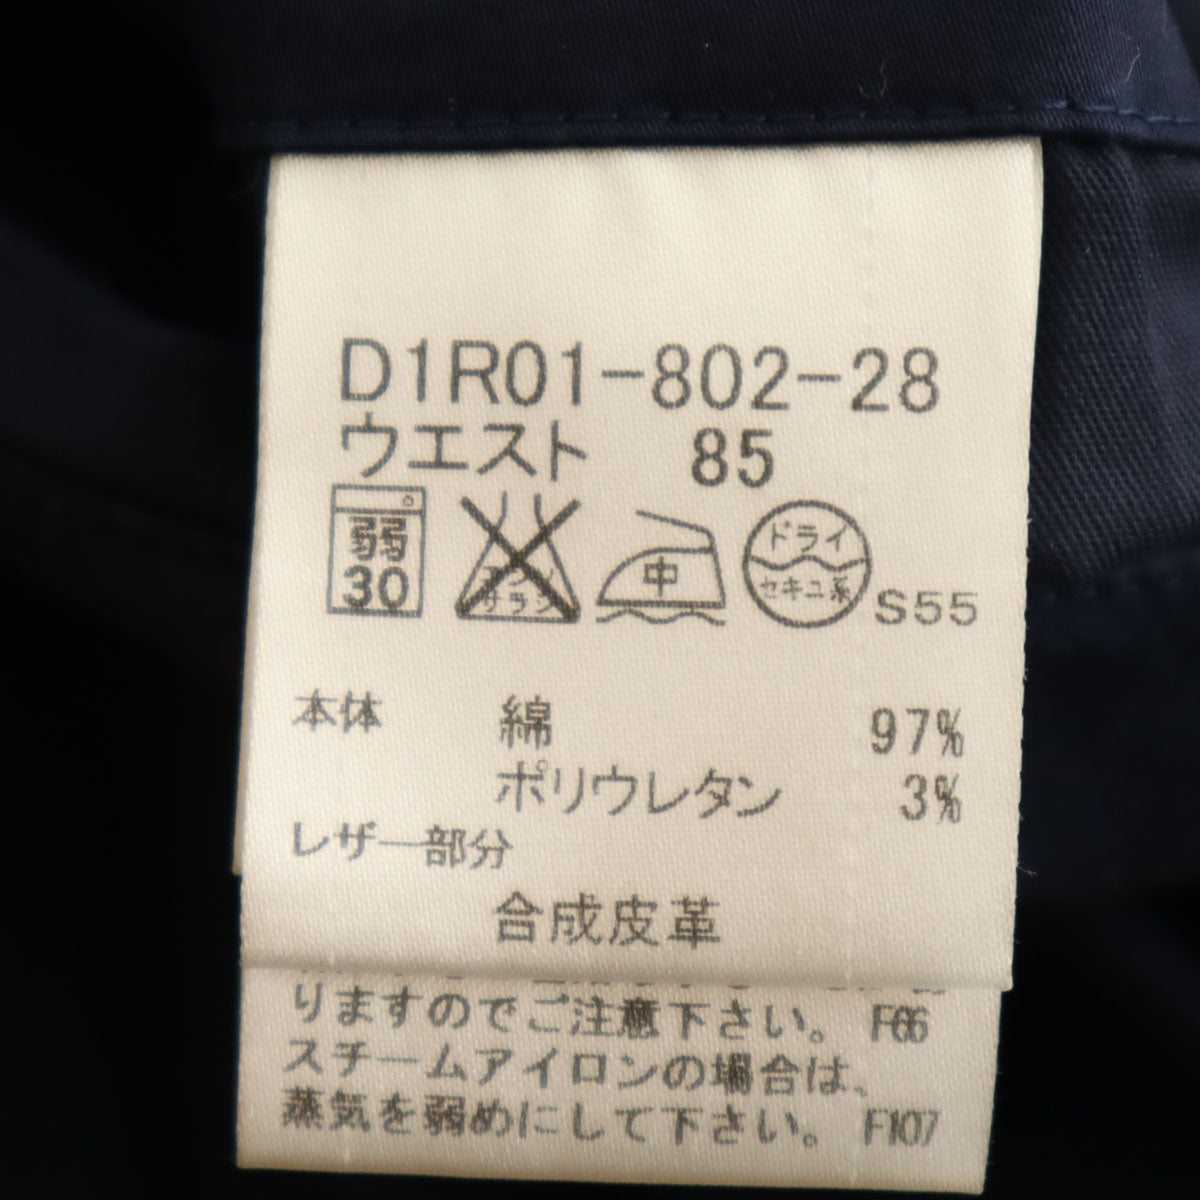 D1R01-802-28
ウエスト 85
弱 30
中
ドライ
セキユ系
S55
本体 綿 97%
ポリウレタン 3%
レザー部分
合成皮革
りますのでご注意下さい。 F66
スチームアイロンの場合は、
蒸気を弱めにして下さい。 F107